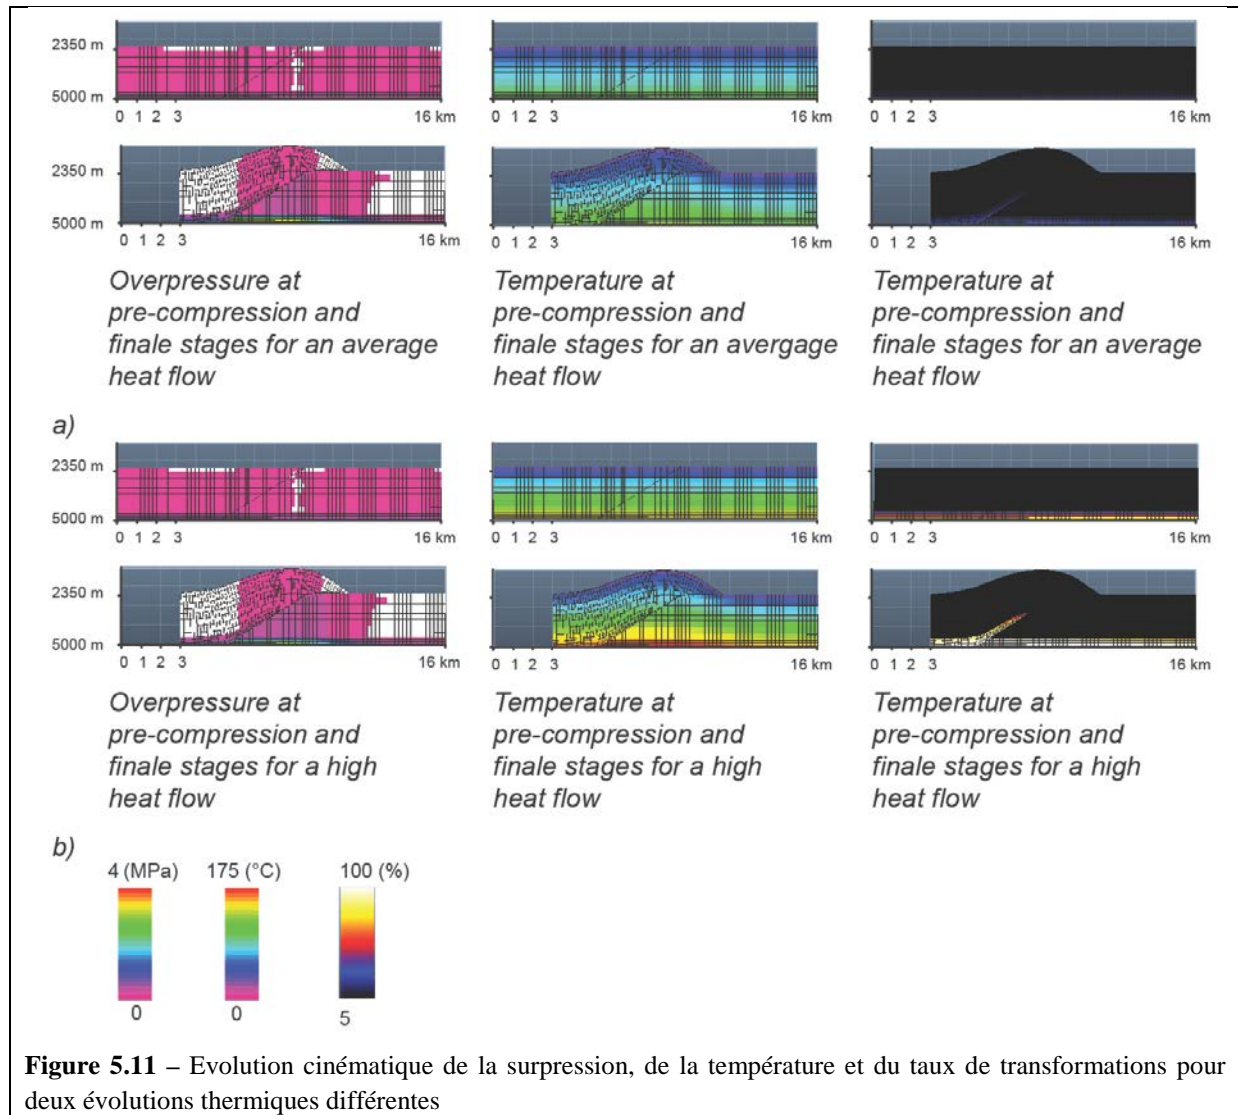 2350 m
5000 m
0 1 2 3 16 km
0 1 2 3 16 km
0 1 2 3 16 km
2350 m
5000 m
0 1 2 3 16 km
0 1 2 3 16 km
0 1 2 3 16 km
Overpressure at
pre-compression and
finale stages for an average
heat flow
Temperature at
pre-compression and
finale stages for an avergage
heat flow
Temperature at
pre-compression and
finale stages for an average
heat flow
a)
2350 m
5000 m
0 1 2 3 16 km
0 1 2 3 16 km
0 1 2 3 16 km
2350 m
5000 m
0 1 2 3 16 km
0 1 2 3 16 km
0 1 2 3 16 km
Overpressure at
pre-compression and
finale stages for a high
heat flow
Temperature at
pre-compression and
finale stages for a high
heat flow
Temperature at
pre-compression and
finale stages for a high
heat flow
b)
4 (MPa) 175 (°C) 100 (%)
0 0 5
Figure 5.11 – Evolution cinématique de la surpression, de la température et du taux de transformations pour
deux évolutions thermiques différentes